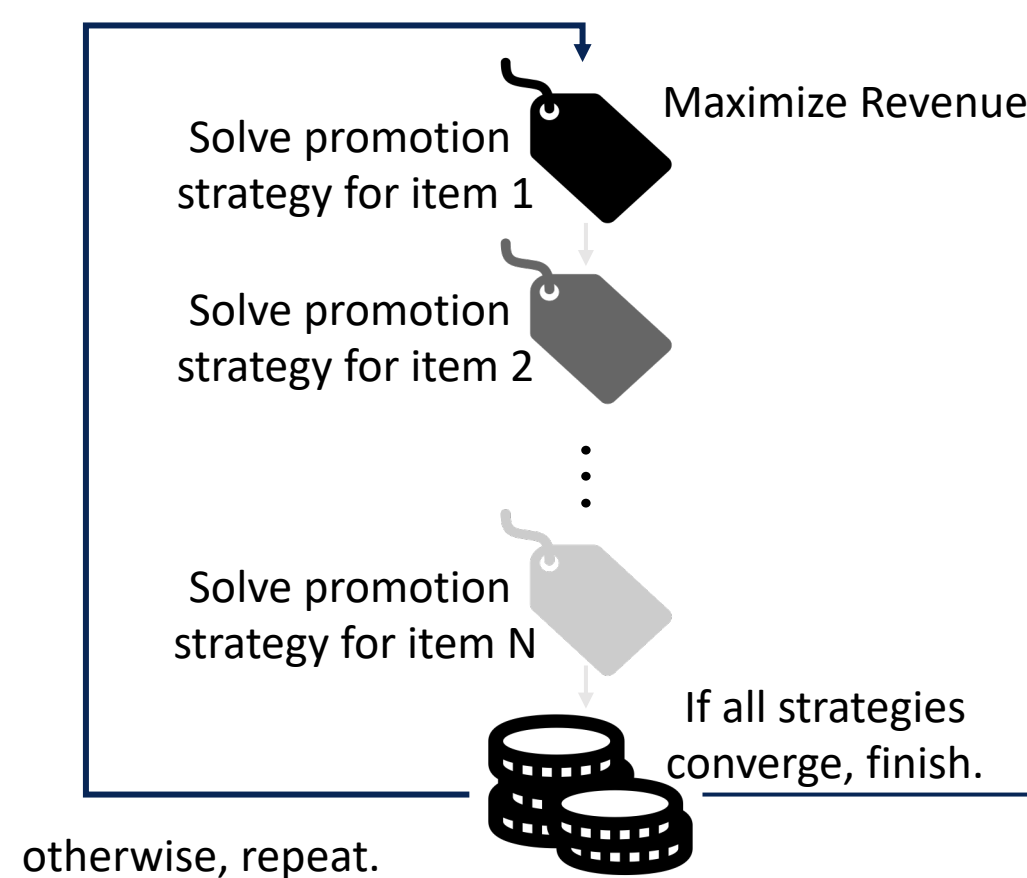 Maximize Revenue
Solve promotion
strategy for item 1
Solve promotion
strategy for item 2
Solve promotion
strategy for item N
If all strategies
converge, finish.
otherwise, repeat.